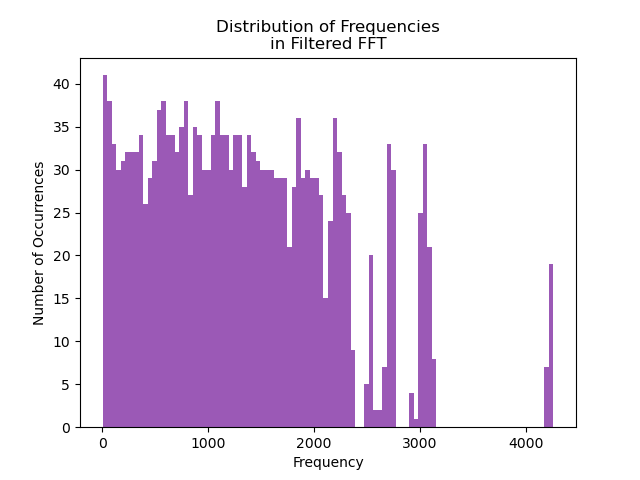 Distribution of Frequencies
in Filtered FFT
Number of Occurrences
40
35
30
25
20
15
10
5
0
0 1000 2000 3000 4000
Frequency